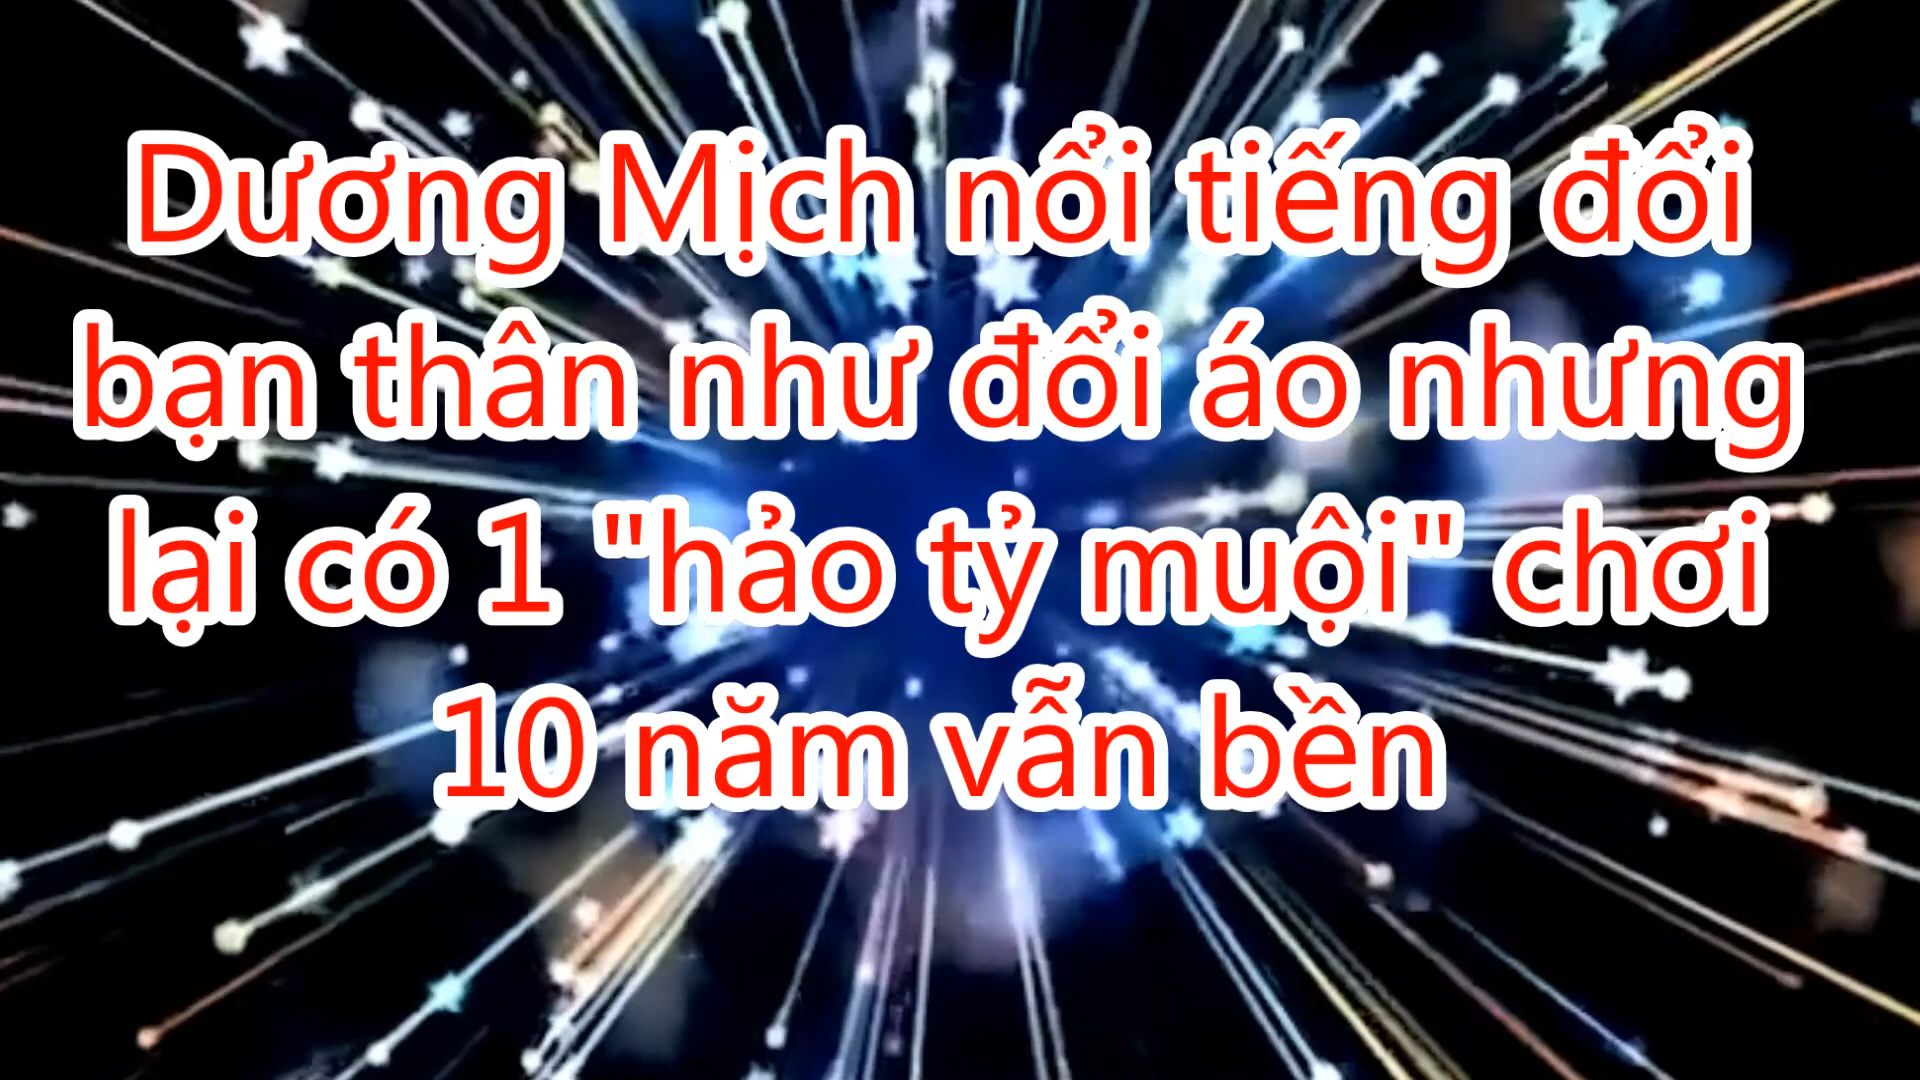 Dương Mịch nổi tiếng đổi
bạn thân như đổi áo nhưng
lại có 1 "hảo tỷ muội" chơi
10 năm vẫn bền